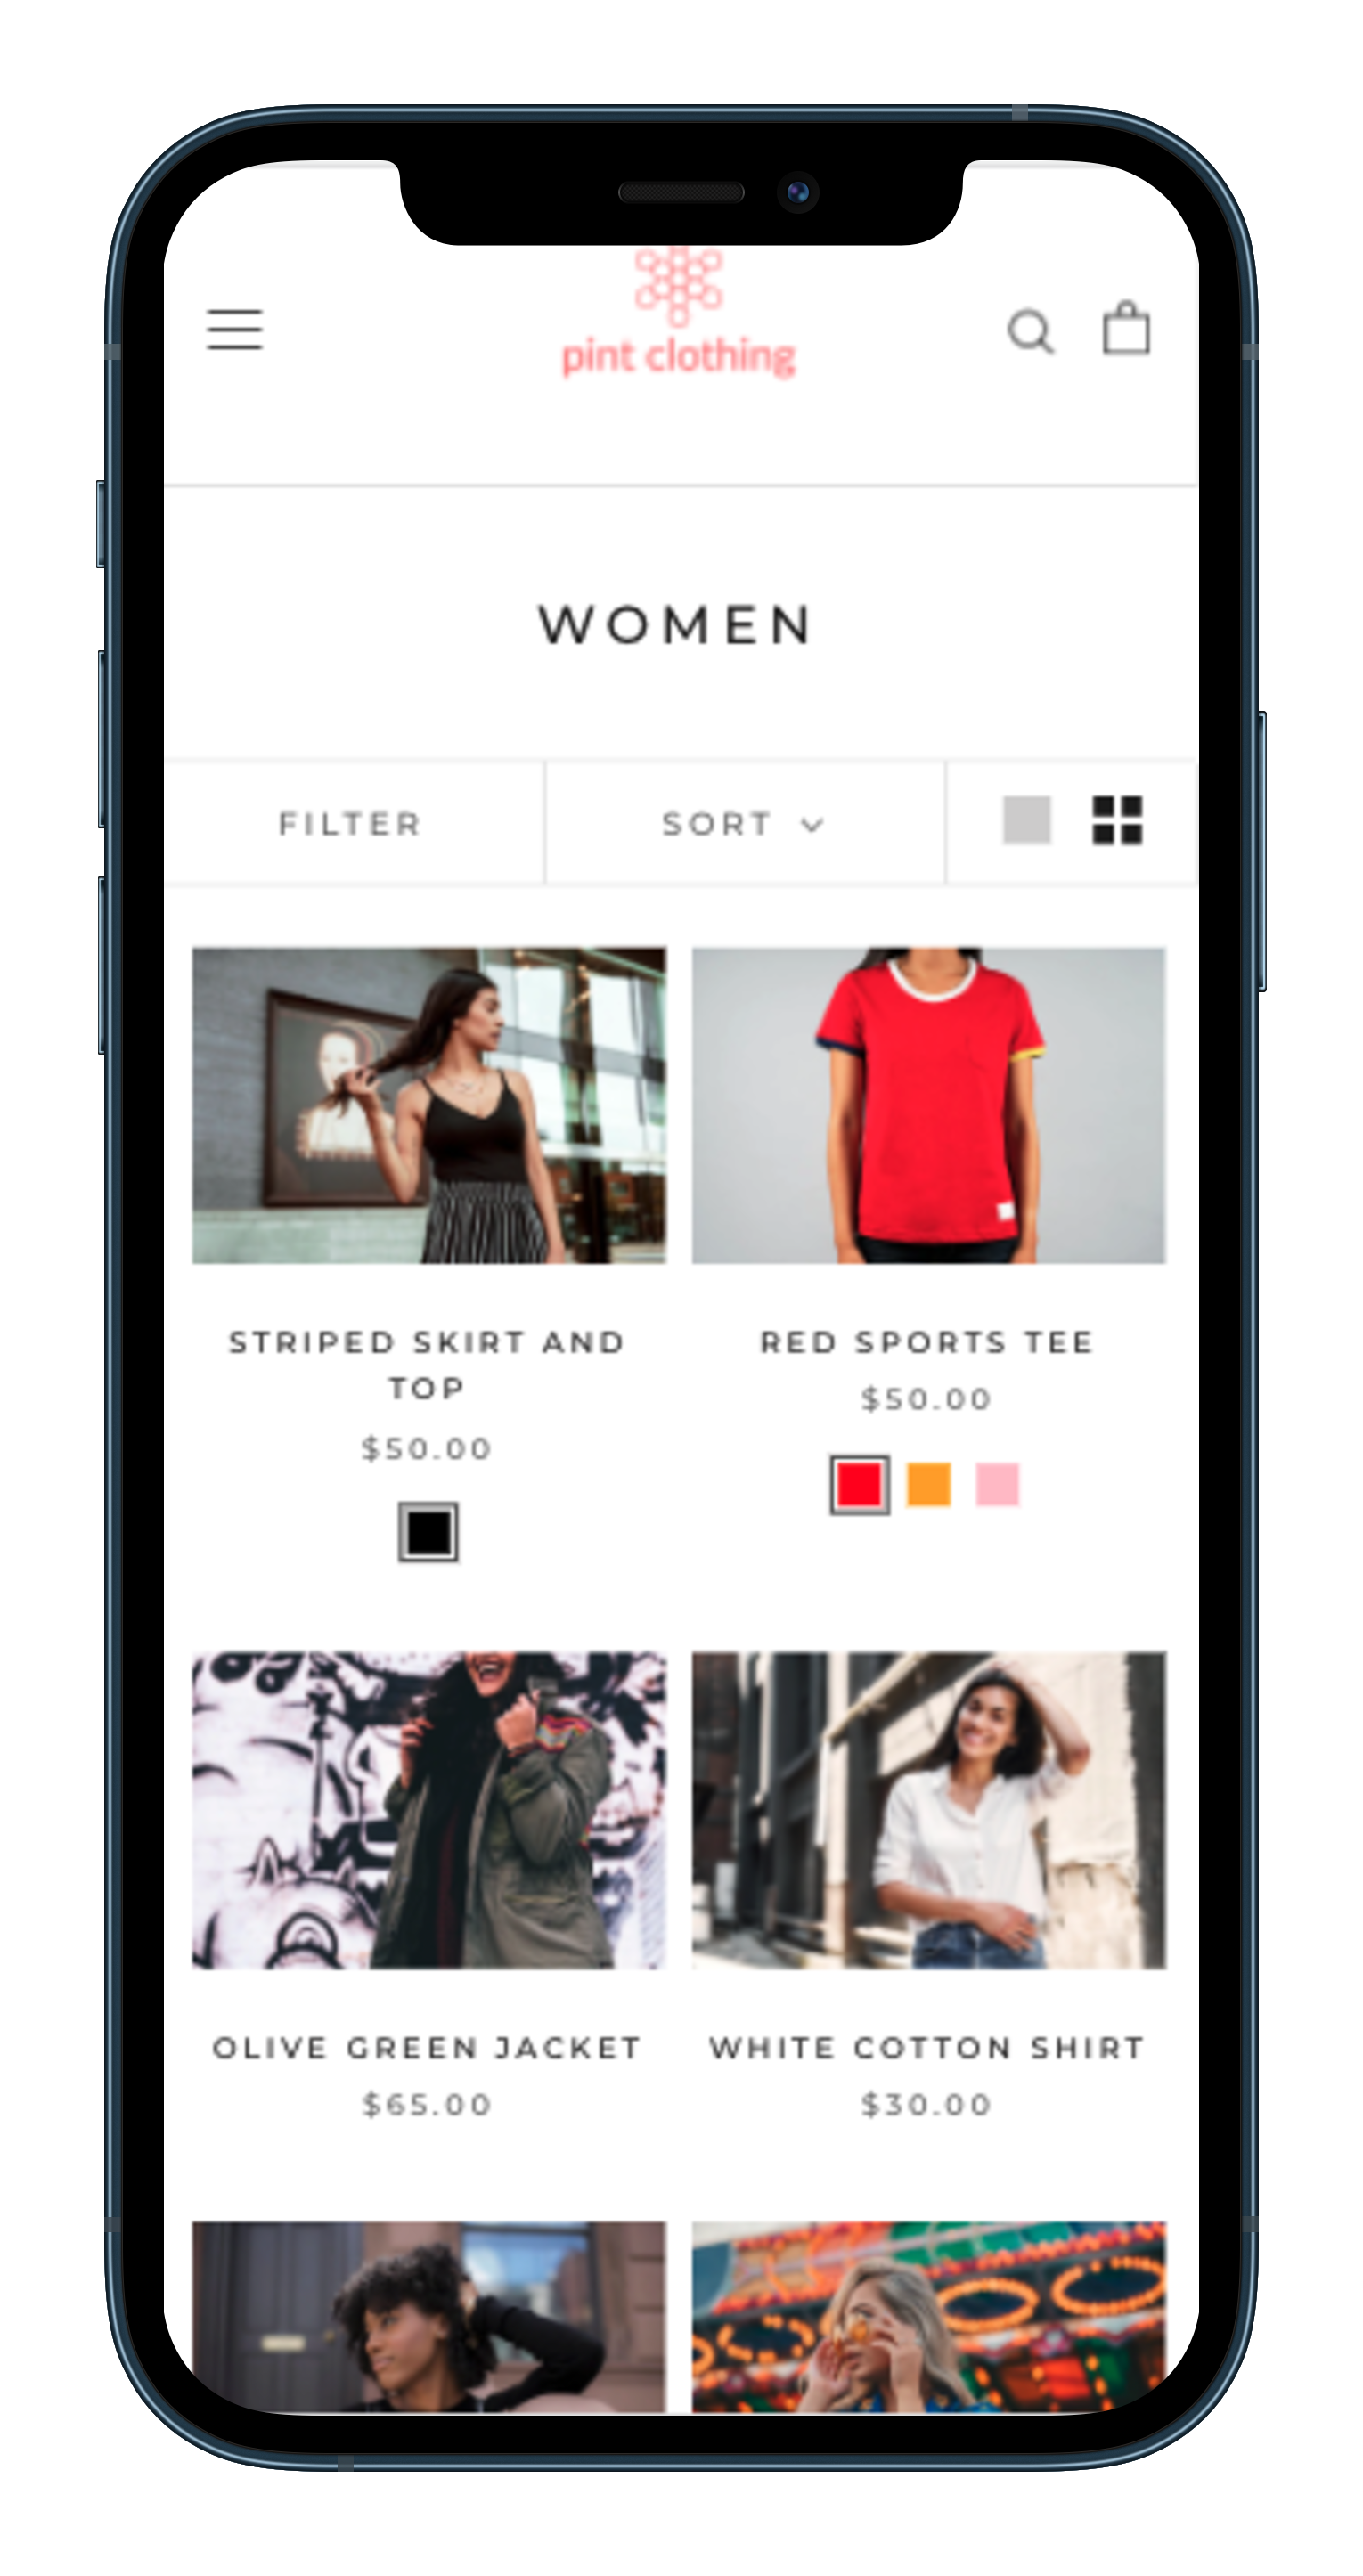 pint clothing
WOMEN
FILTER
SORT
STRIPED SKIRT AND
TOP
$50.00
RED SPORTS TEE
$50.00
OLIVE GREEN JACKET
$65.00
WHITE COTTON SHIRT
$30.00